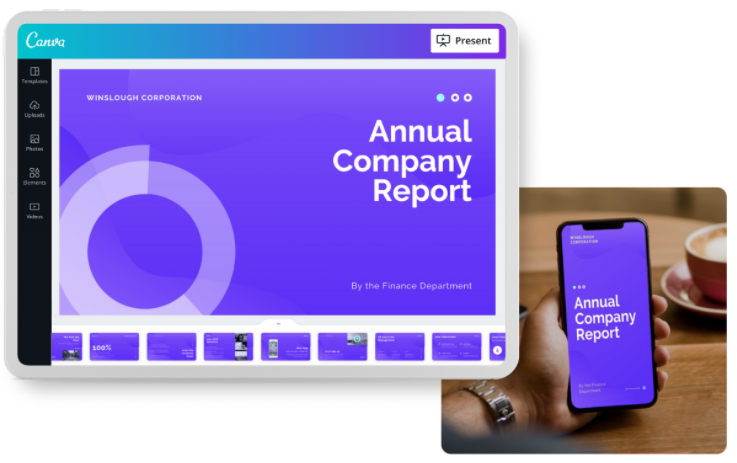 Canva
Present
Templates
Uploads
Photos
Elements
Videos
WINSLOUGH CORPORATION
Annual
Company
Report
By the Finance Department
100%
WINSLOUGH
CORPORATION
Annual
Company
Report
By the Finance
Department